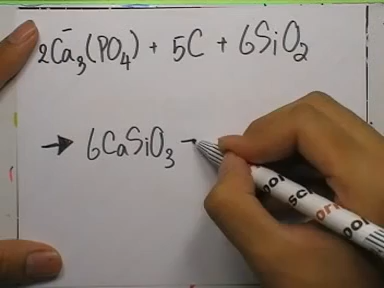 2Ca₃(PO₄) + 5C + 6SiO₂
→ 6CaSiO₃ -